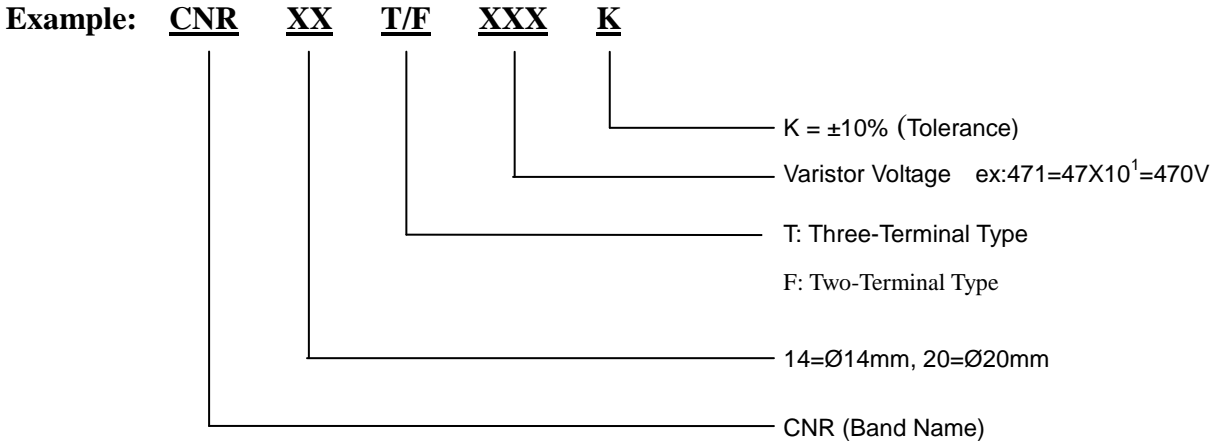 Example: CNR XX T/F XXX K
K = ±10% (Tolerance)
Varistor Voltage ex:471=47X10¹=470V
T: Three-Terminal Type
F: Two-Terminal Type
14=Ø14mm, 20=Ø20mm
CNR (Band Name)